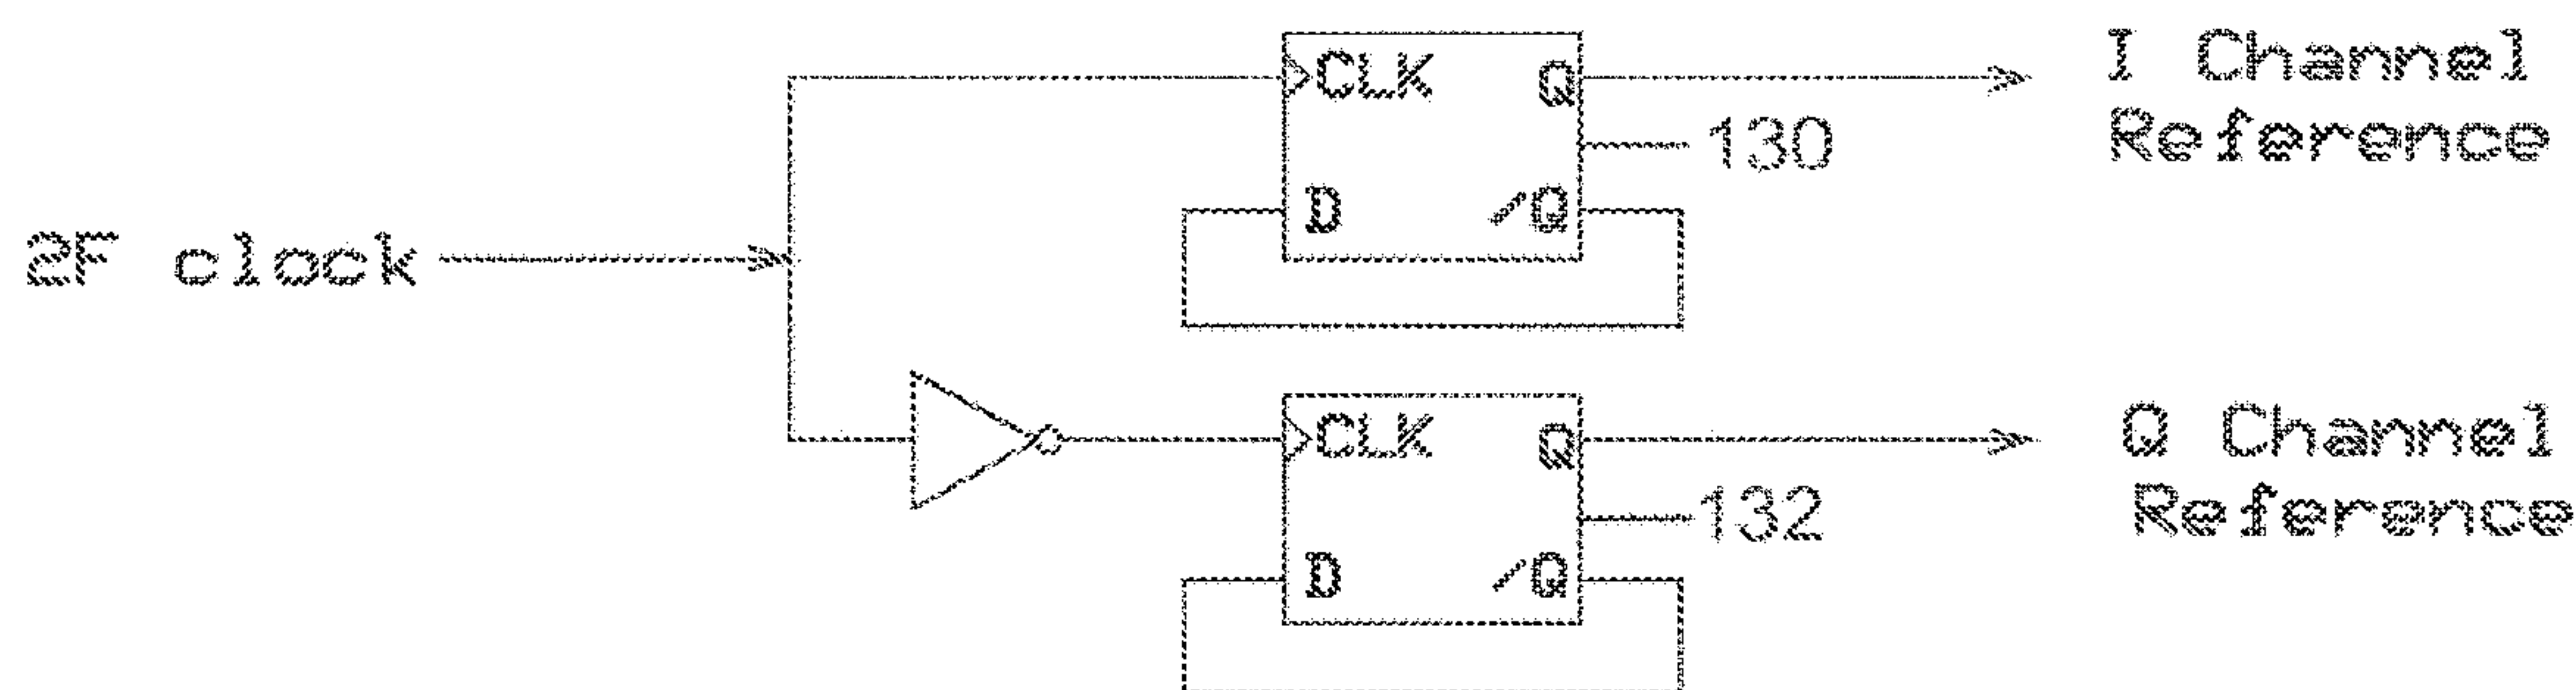 CLK Q
I Channel
Reference
130
D /Q
2F clock
CLK Q
Q Channel
Reference
132
D /Q